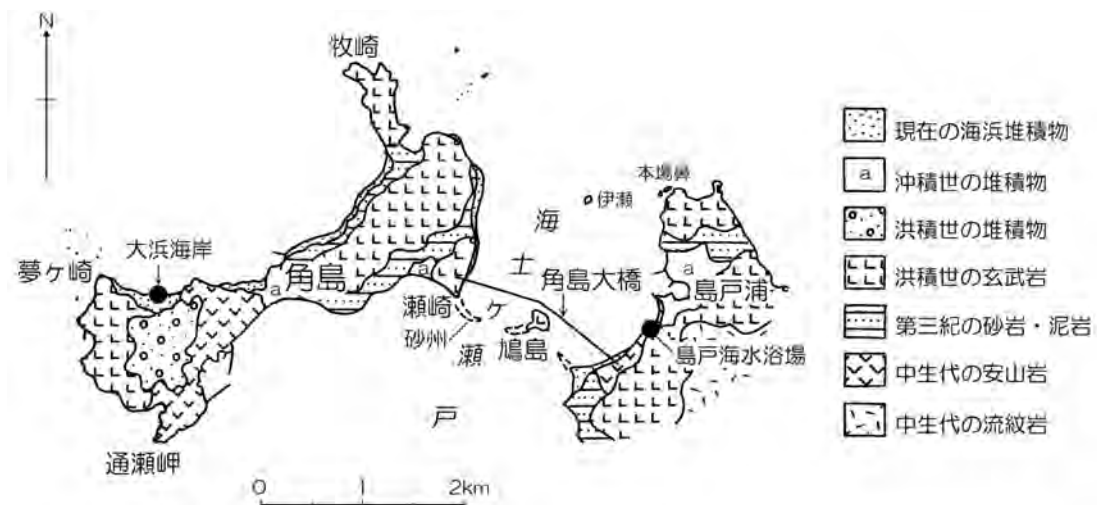 N
牧崎
本場鼻
伊瀬
海
士
ケ
瀬
戸
大浜海岸
夢ヶ崎
角島
a
a
a
角島大橋
島戸浦
瀬崎
砂州
鳩島
島戸海水浴場
通瀬岬
0 1 2km
現在の海浜堆積物
a 沖積世の堆積物
洪積世の堆積物
洪積世の玄武岩
第三紀の砂岩・泥岩
中生代の安山岩
中生代の流紋岩